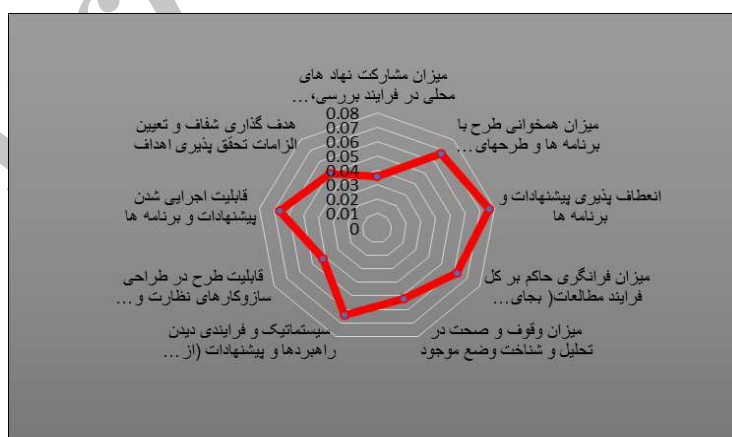 میزان مشارکت نهاد های
محلی در فرایند بررسی، ...
میزان همخوانی طرح با
برنامه ها و طرحهای ...
انعطاف پذیری پیشنهادات و
برنامه ها
میزان فرانگری حاکم بر کل
فرایند مطالعات( بجای ...
میزان وقوف و صحت در
تحلیل و شناخت وضع موجود
سیستماتیک و فرایندی دیدن
راهبردها و پیشنهادات (از ...
قابلیت طرح در طراحی
سازوکارهای نظارت و ...
قابلیت اجرایی شدن
پیشنهادات و برنامه ها
هدف گذاری شفاف و تعیین
الزامات تحقق پذیری اهداف
0.08
0.07
0.06
0.05
0.04
0.03
0.02
0.01
0